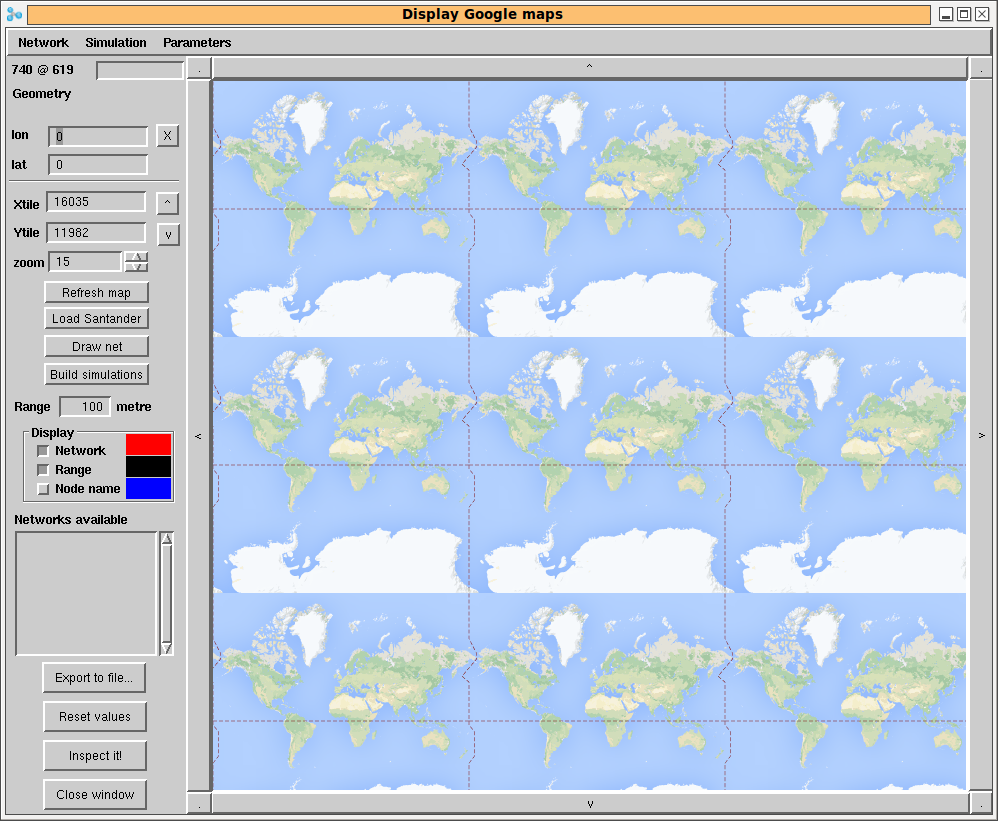 Display Google maps
Network Simulation Parameters
740 @ 619
.
^
.
Geometry
lon 0 X
lat 0
Xtile 16035 ^
Ytile 11982 v
zoom 15
Refresh map
Load Santander
Draw net
Build simulations
Range 100 metre
Display
Network
Range
Node name
<
>
Networks available
Export to file...
Reset values
Inspect it!
Close window
.
v
.